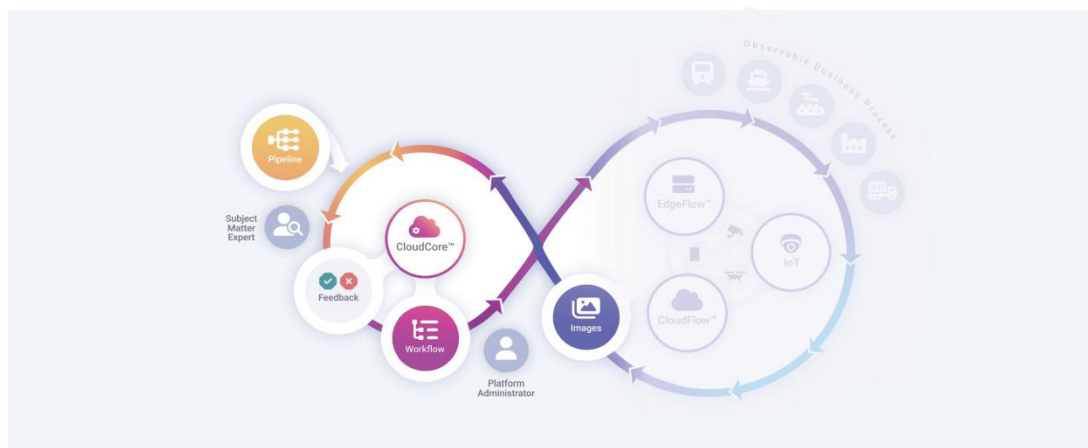 Observable Business Process
Pipeline
Subject
Matter
Expert
CloudCore™
EdgeFlow™
IoT
Feedback
CloudFlow™
Images
Workflow
Platform
Administrator